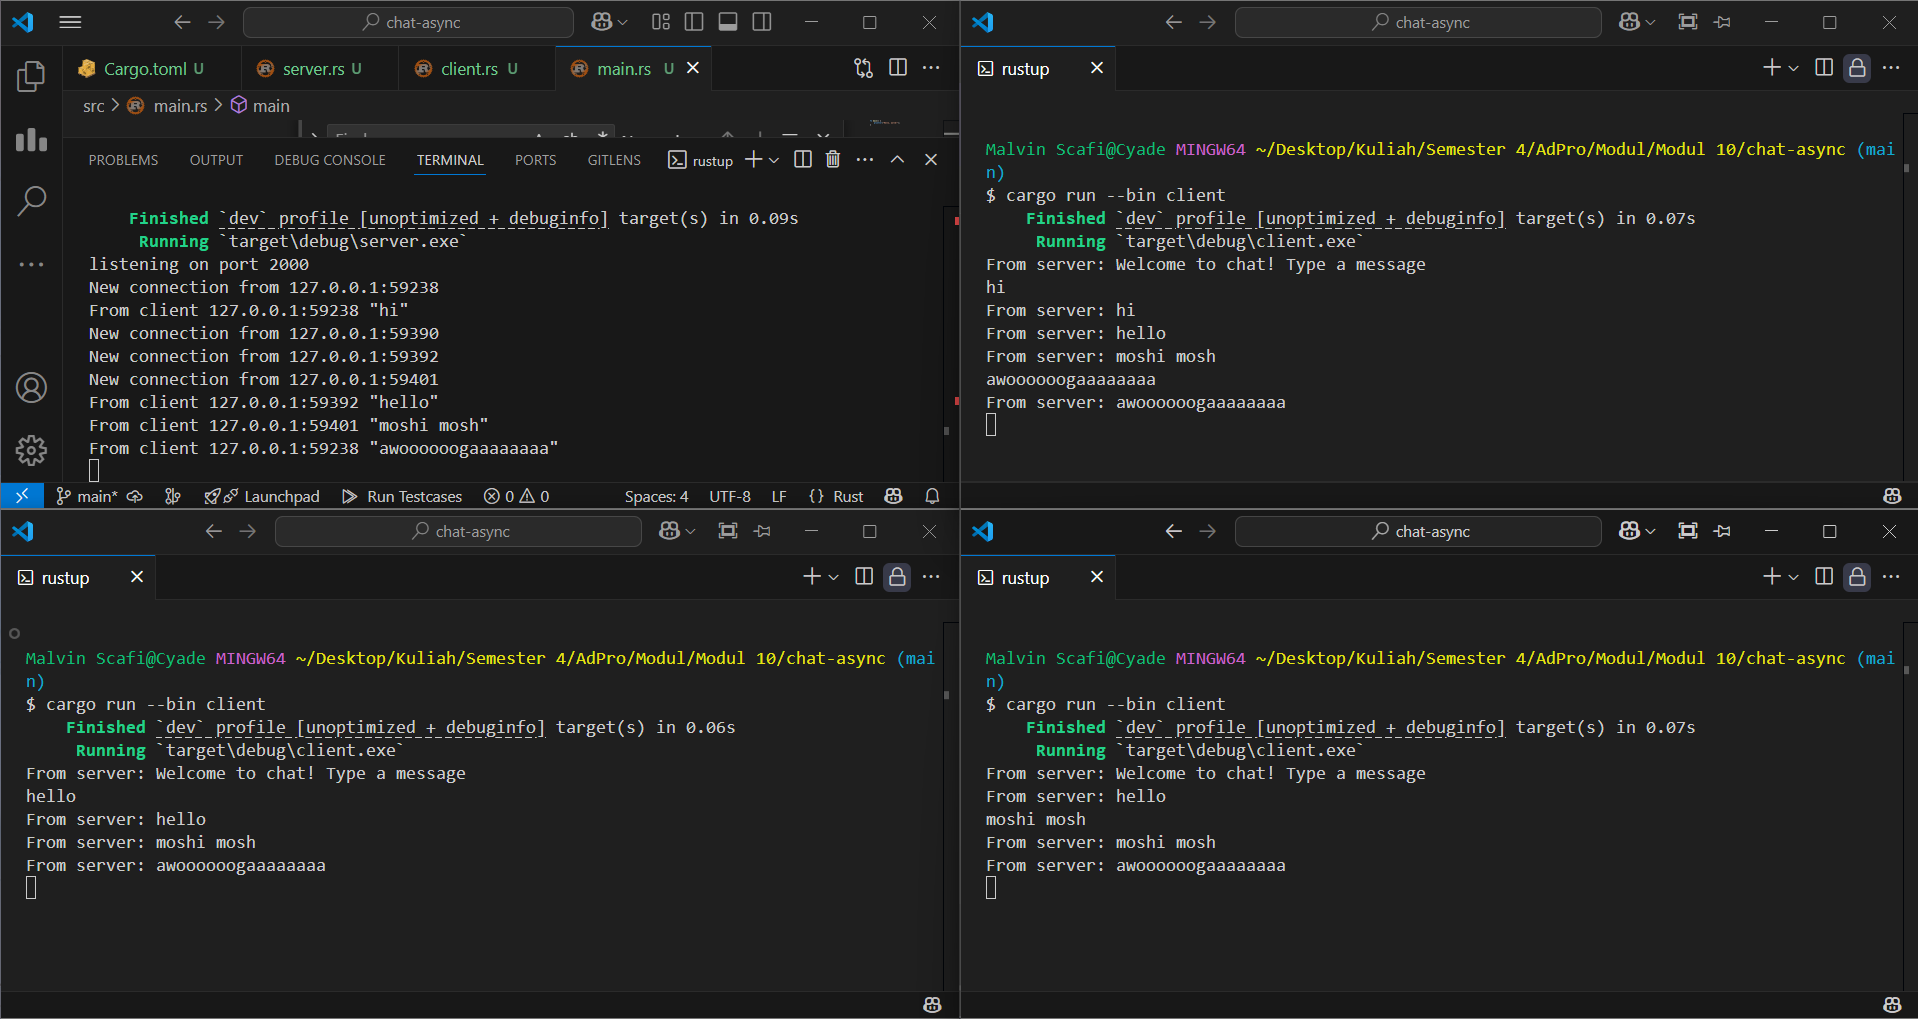 chat-async
Cargo.toml U
server.rs U
client.rs U
main.rs U
src > main.rs > main
PROBLEMS OUTPUT DEBUG CONSOLE TERMINAL PORTS GITLENS rustup
Finished `dev` profile [unoptimized + debuginfo] target(s) in 0.09s
Running `target\debug\server.exe`
listening on port 2000
New connection from 127.0.0.1:59238
From client 127.0.0.1:59238 "hi"
New connection from 127.0.0.1:59390
New connection from 127.0.0.1:59392
New connection from 127.0.0.1:59401
From client 127.0.0.1:59392 "hello"
From client 127.0.0.1:59401 "moshi mosh"
From client 127.0.0.1:59238 "awoooooogaaaaaaaa"
main* Launchpad Run Testcases 0 0 Spaces: 4 UTF-8 LF {} Rust
chat-async
rustup
Malvin Scafi@Cyade MINGW64 ~/Desktop/Kuliah/Semester 4/AdPro/Modul/Modul 10/chat-async (mai
n)
$ cargo run --bin client
Finished `dev` profile [unoptimized + debuginfo] target(s) in 0.07s
Running `target\debug\client.exe`
From server: Welcome to chat! Type a message
hi
From server: hi
From server: hello
From server: moshi mosh
awoooooogaaaaaaaa
From server: awoooooogaaaaaaaa
chat-async
rustup
Malvin Scafi@Cyade MINGW64 ~/Desktop/Kuliah/Semester 4/AdPro/Modul/Modul 10/chat-async (mai
n)
$ cargo run --bin client
Finished `dev` profile [unoptimized + debuginfo] target(s) in 0.06s
Running `target\debug\client.exe`
From server: Welcome to chat! Type a message
hello
From server: hello
From server: moshi mosh
From server: awoooooogaaaaaaaa
chat-async
rustup
Malvin Scafi@Cyade MINGW64 ~/Desktop/Kuliah/Semester 4/AdPro/Modul/Modul 10/chat-async (mai
n)
$ cargo run --bin client
Finished `dev` profile [unoptimized + debuginfo] target(s) in 0.07s
Running `target\debug\client.exe`
From server: Welcome to chat! Type a message
From server: hello
moshi mosh
From server: moshi mosh
From server: awoooooogaaaaaaaa